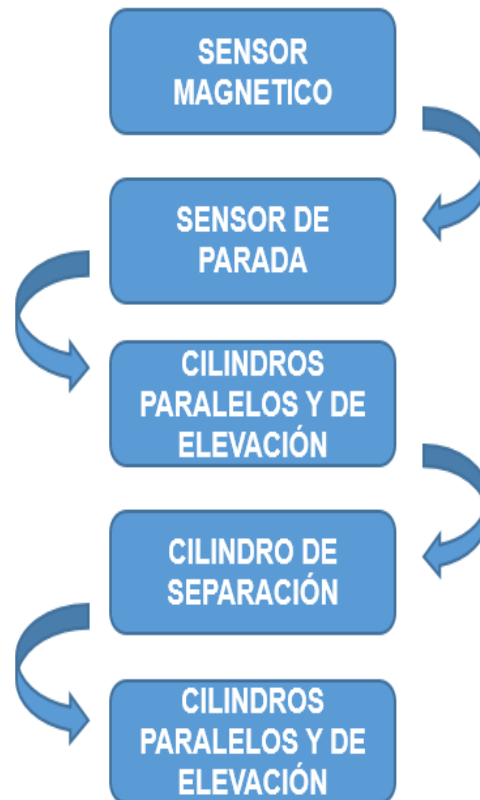 SENSOR
MAGNETICO
SENSOR DE
PARADA
CILINDROS
PARALELOS Y DE
ELEVACIÓN
CILINDRO DE
SEPARACIÓN
CILINDROS
PARALELOS Y DE
ELEVACIÓN